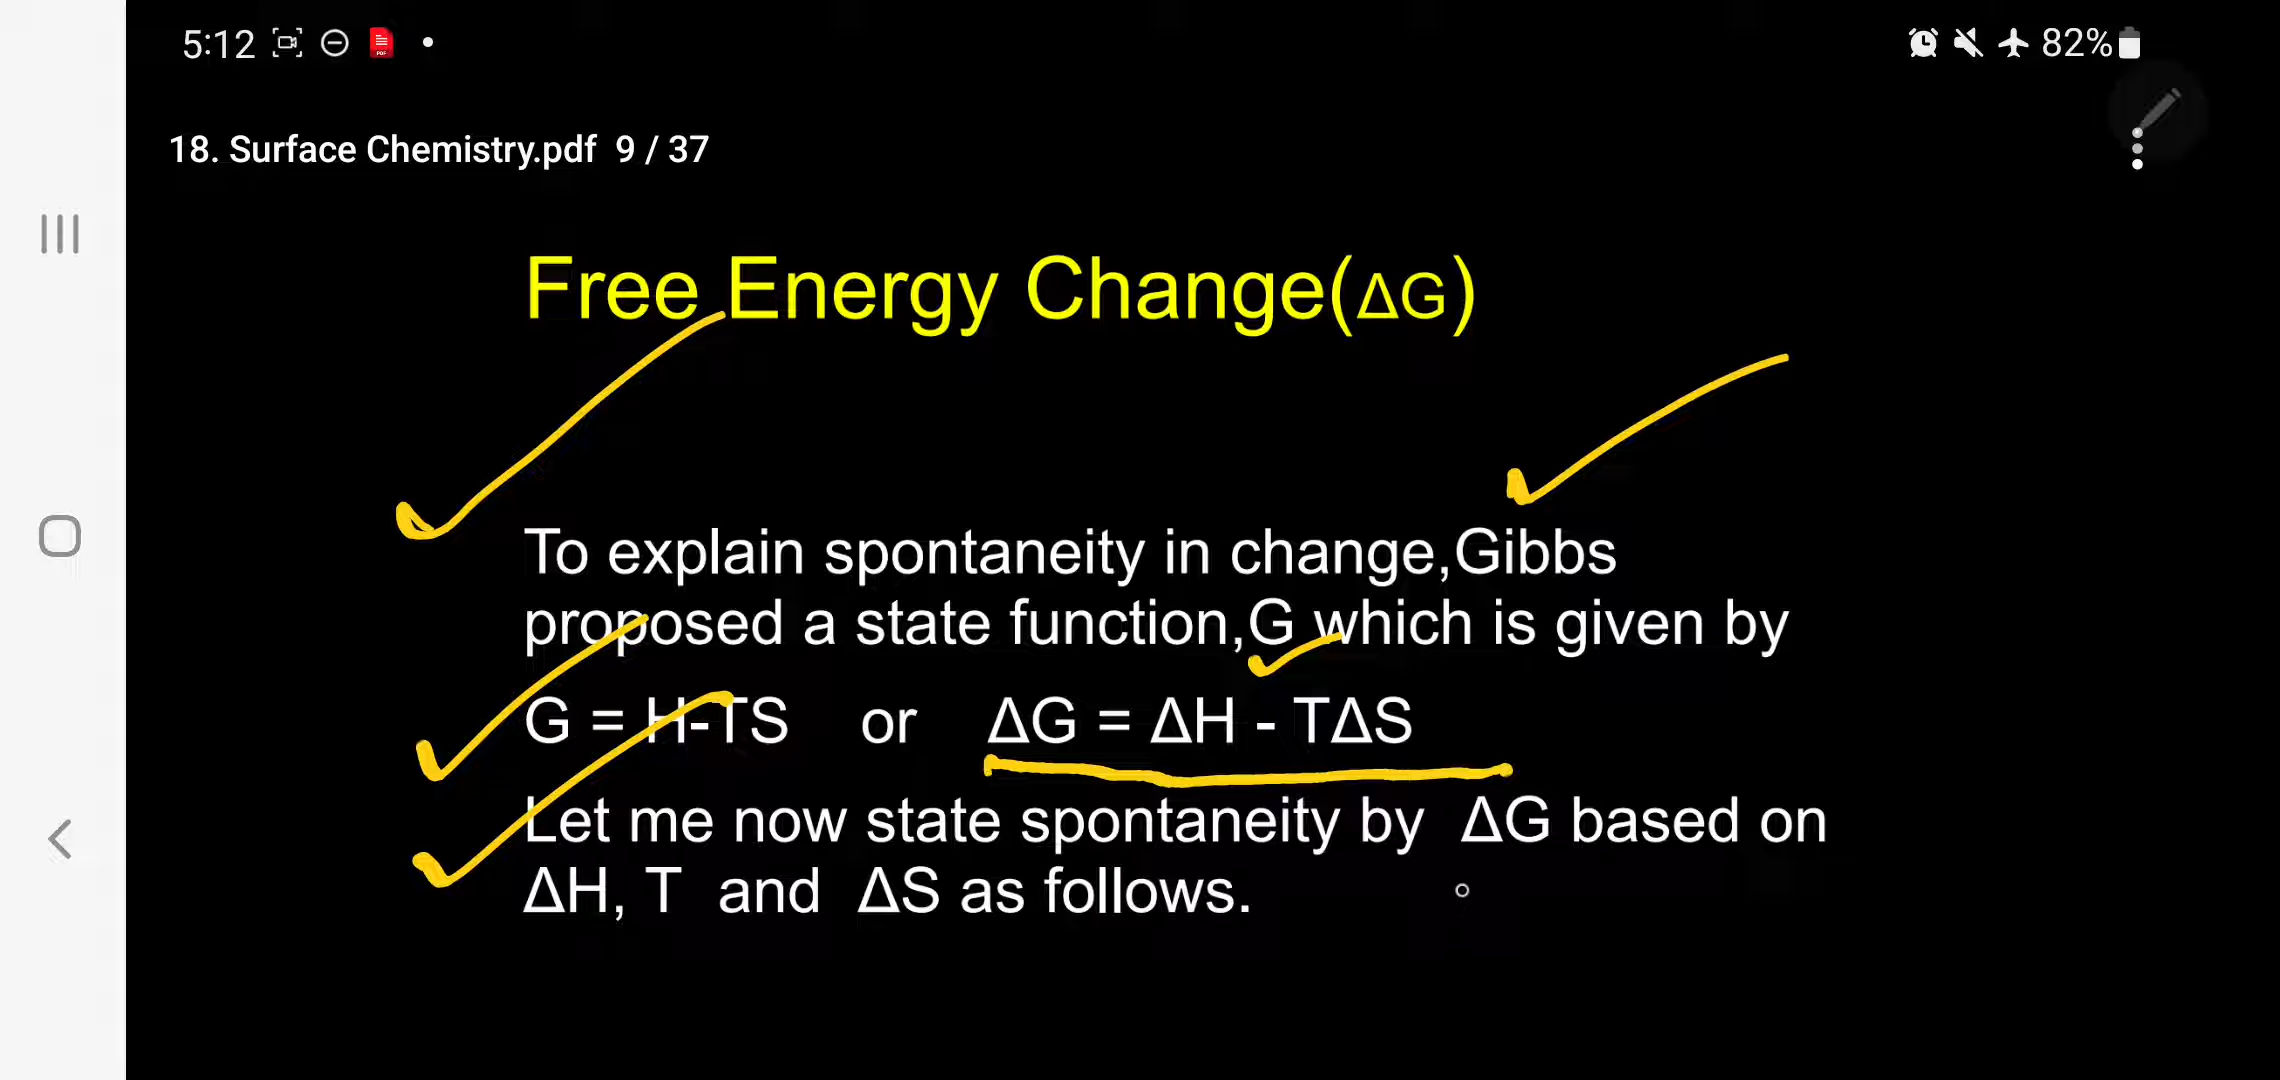 5:12
82%
18. Surface Chemistry.pdf 9 / 37
Free Energy Change(ΔG)
To explain spontaneity in change,Gibbs
proposed a state function,G which is given by
G = H-TS or ΔG = ΔH - TΔS
Let me now state spontaneity by ΔG based on
ΔH, T and ΔS as follows.